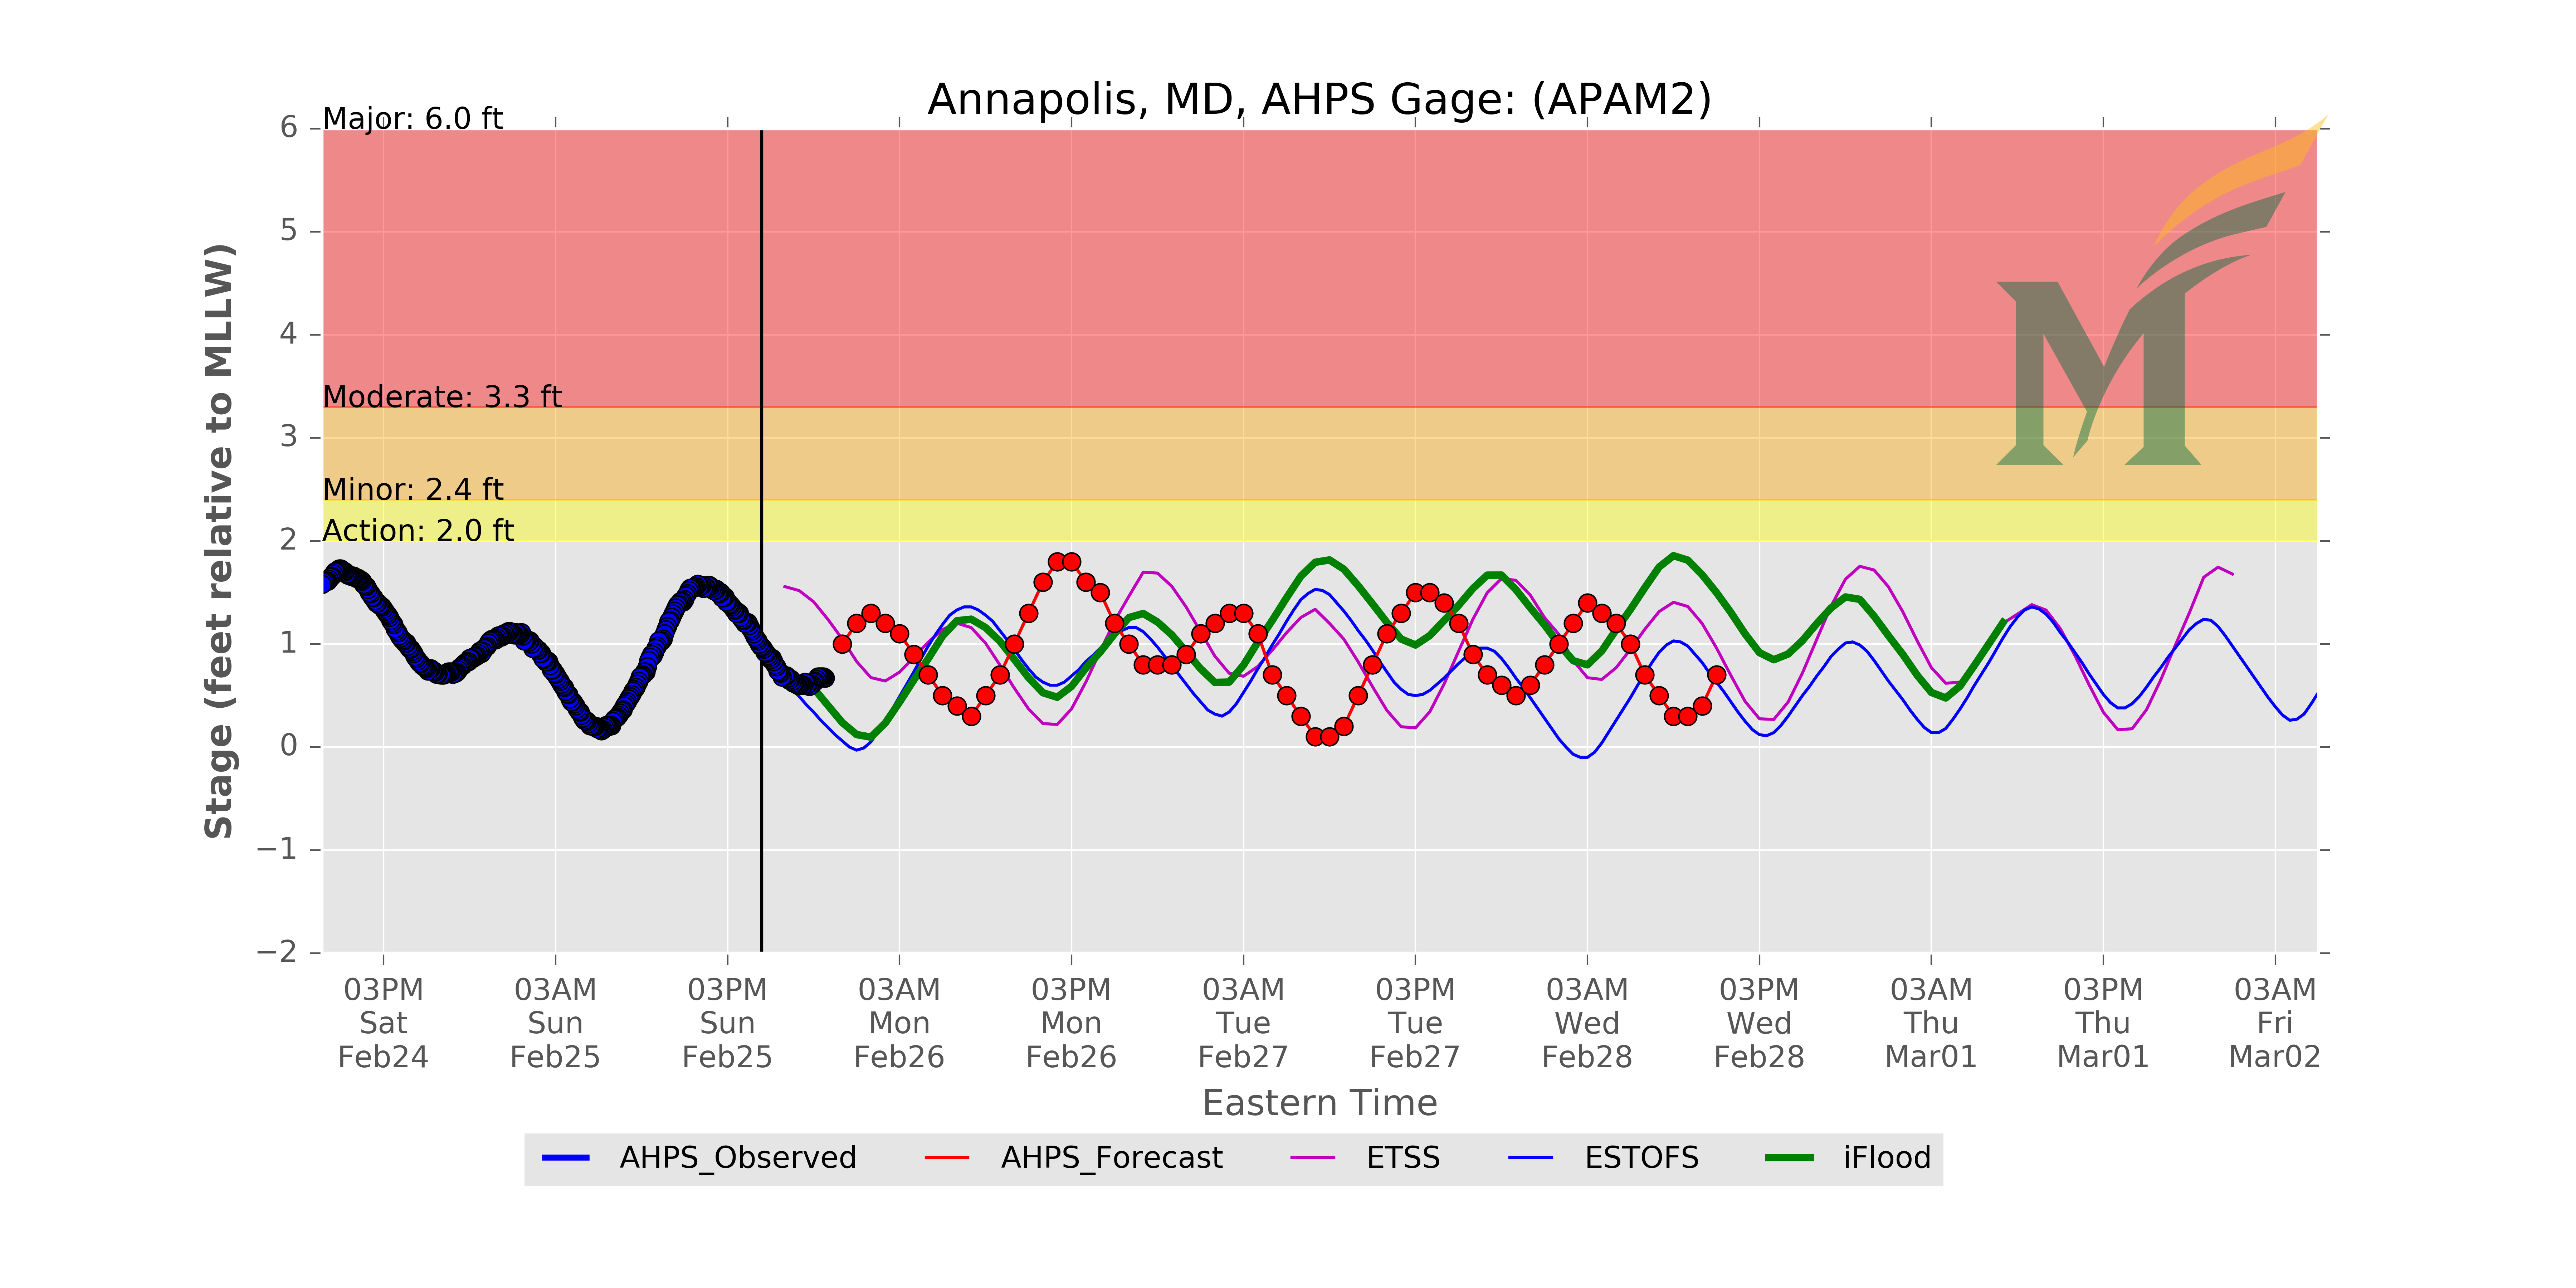 Annapolis, MD, AHPS Gage: (APAM2)
Major: 6.0 ft
Moderate: 3.3 ft
Minor: 2.4 ft
Action: 2.0 ft
Stage (feet relative to MLLW)
6
5
4
3
2
1
0
−1
−2
03PM 03AM 03PM 03AM 03PM 03AM 03PM 03AM 03PM 03AM 03PM 03AM
Sat Sun Sun Mon Mon Tue Tue Wed Wed Thu Thu Fri
Feb24 Feb25 Feb25 Feb26 Feb26 Feb27 Feb27 Feb28 Feb28 Mar01 Mar01 Mar02
Eastern Time
AHPS_Observed AHPS_Forecast ETSS ESTOFS iFlood
M